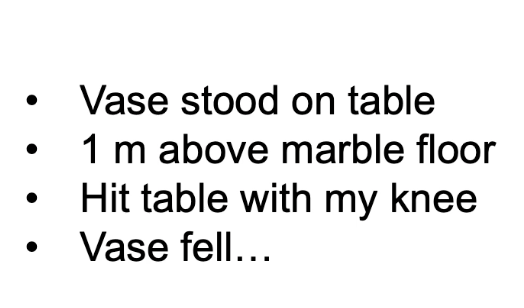 • Vase stood on table
• 1 m above marble floor
• Hit table with my knee
• Vase fell…